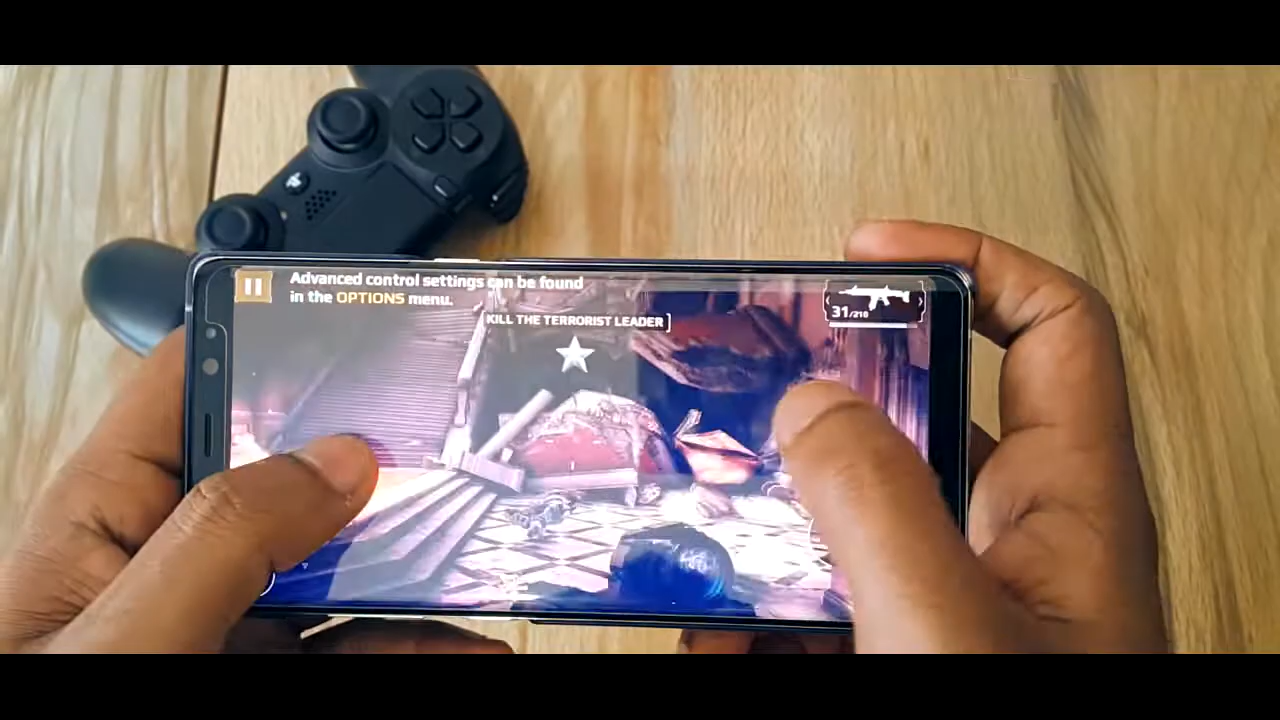 Advanced control settings can be found
in the OPTIONS menu.
[KILL THE TERRORIST LEADER]
31/210